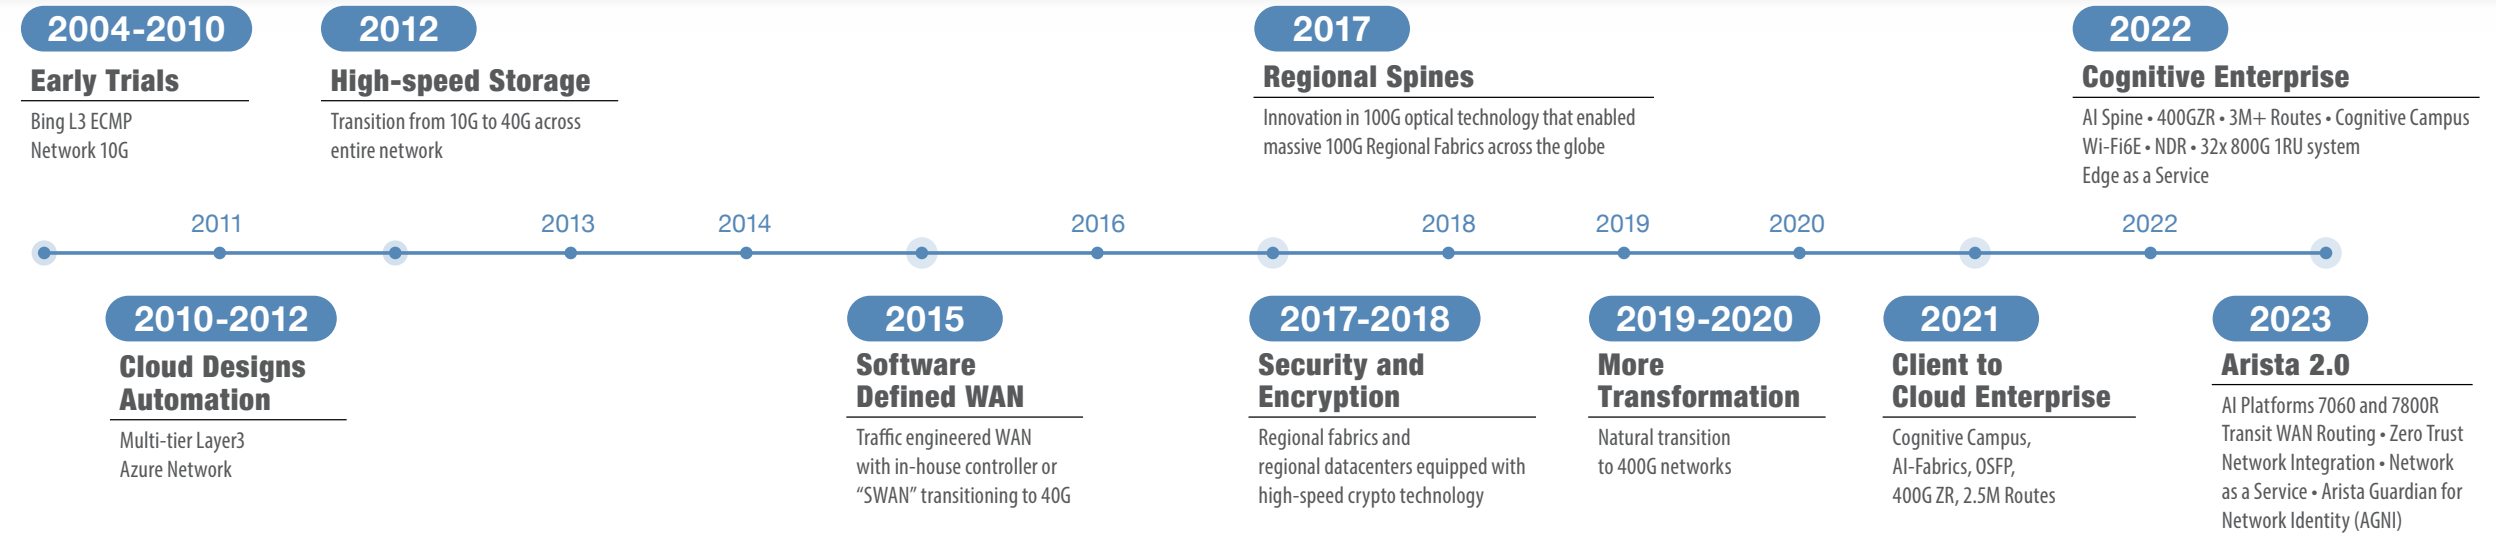 2004-2010
Early Trials
Bing L3 ECMP
Network 10G
2012
High-speed Storage
Transition from 10G to 40G across
entire network
2017
Regional Spines
Innovation in 100G optical technology that enabled
massive 100G Regional Fabrics across the globe
2022
Cognitive Enterprise
AI Spine • 400GZR • 3M+ Routes • Cognitive Campus
Wi-Fi6E • NDR • 32x 800G 1RU system
Edge as a Service
2011
2013
2014
2016
2018
2019
2020
2022
2010-2012
Cloud Designs
Automation
Multi-tier Layer3
Azure Network
2015
Software
Defined WAN
Traffic engineered WAN
with in-house controller or
“SWAN” transitioning to 40G
2017-2018
Security and
Encryption
Regional fabrics and
regional datacenters equipped with
high-speed crypto technology
2019-2020
More
Transformation
Natural transition
to 400G networks
2021
Client to
Cloud Enterprise
Cognitive Campus,
AI-Fabrics, OSFP,
400G ZR, 2.5M Routes
2023
Arista 2.0
AI Platforms 7060 and 7800R
Transit WAN Routing • Zero Trust
Network Integration • Network
as a Service • Arista Guardian for
Network Identity (AGNI)